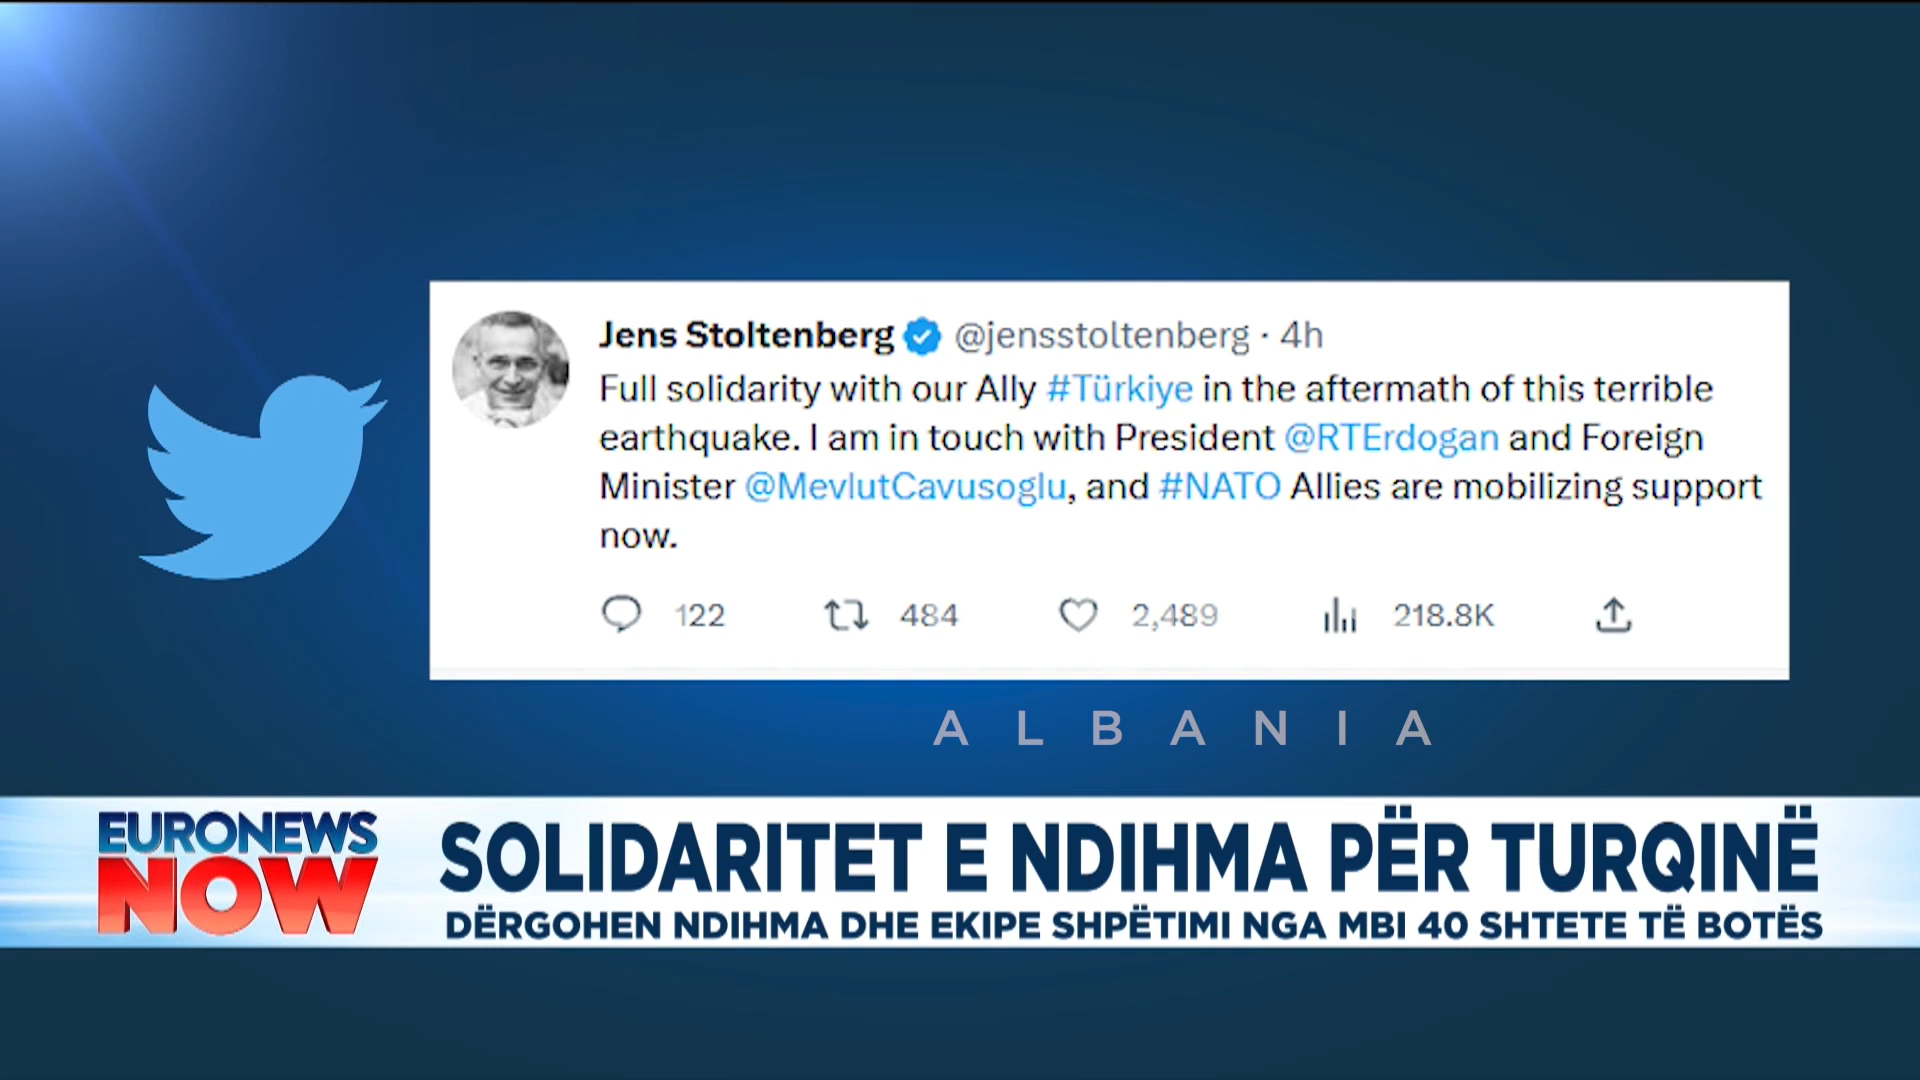 Jens Stoltenberg @jensstoltenberg · 4h
Full solidarity with our Ally #Türkiye in the aftermath of this terrible
earthquake. I am in touch with President @RTErdogan and Foreign
Minister @MevlutCavusoglu, and #NATO Allies are mobilizing support
now.
122 484 2,489 218.8K
ALBANIA
EURONEWS
NOW
SOLIDARITET E NDIHMA PËR TURQINË
DËRGOHEN NDIHMA DHE EKIPE SHPËTIMI NGA MBI 40 SHTETE TË BOTËS